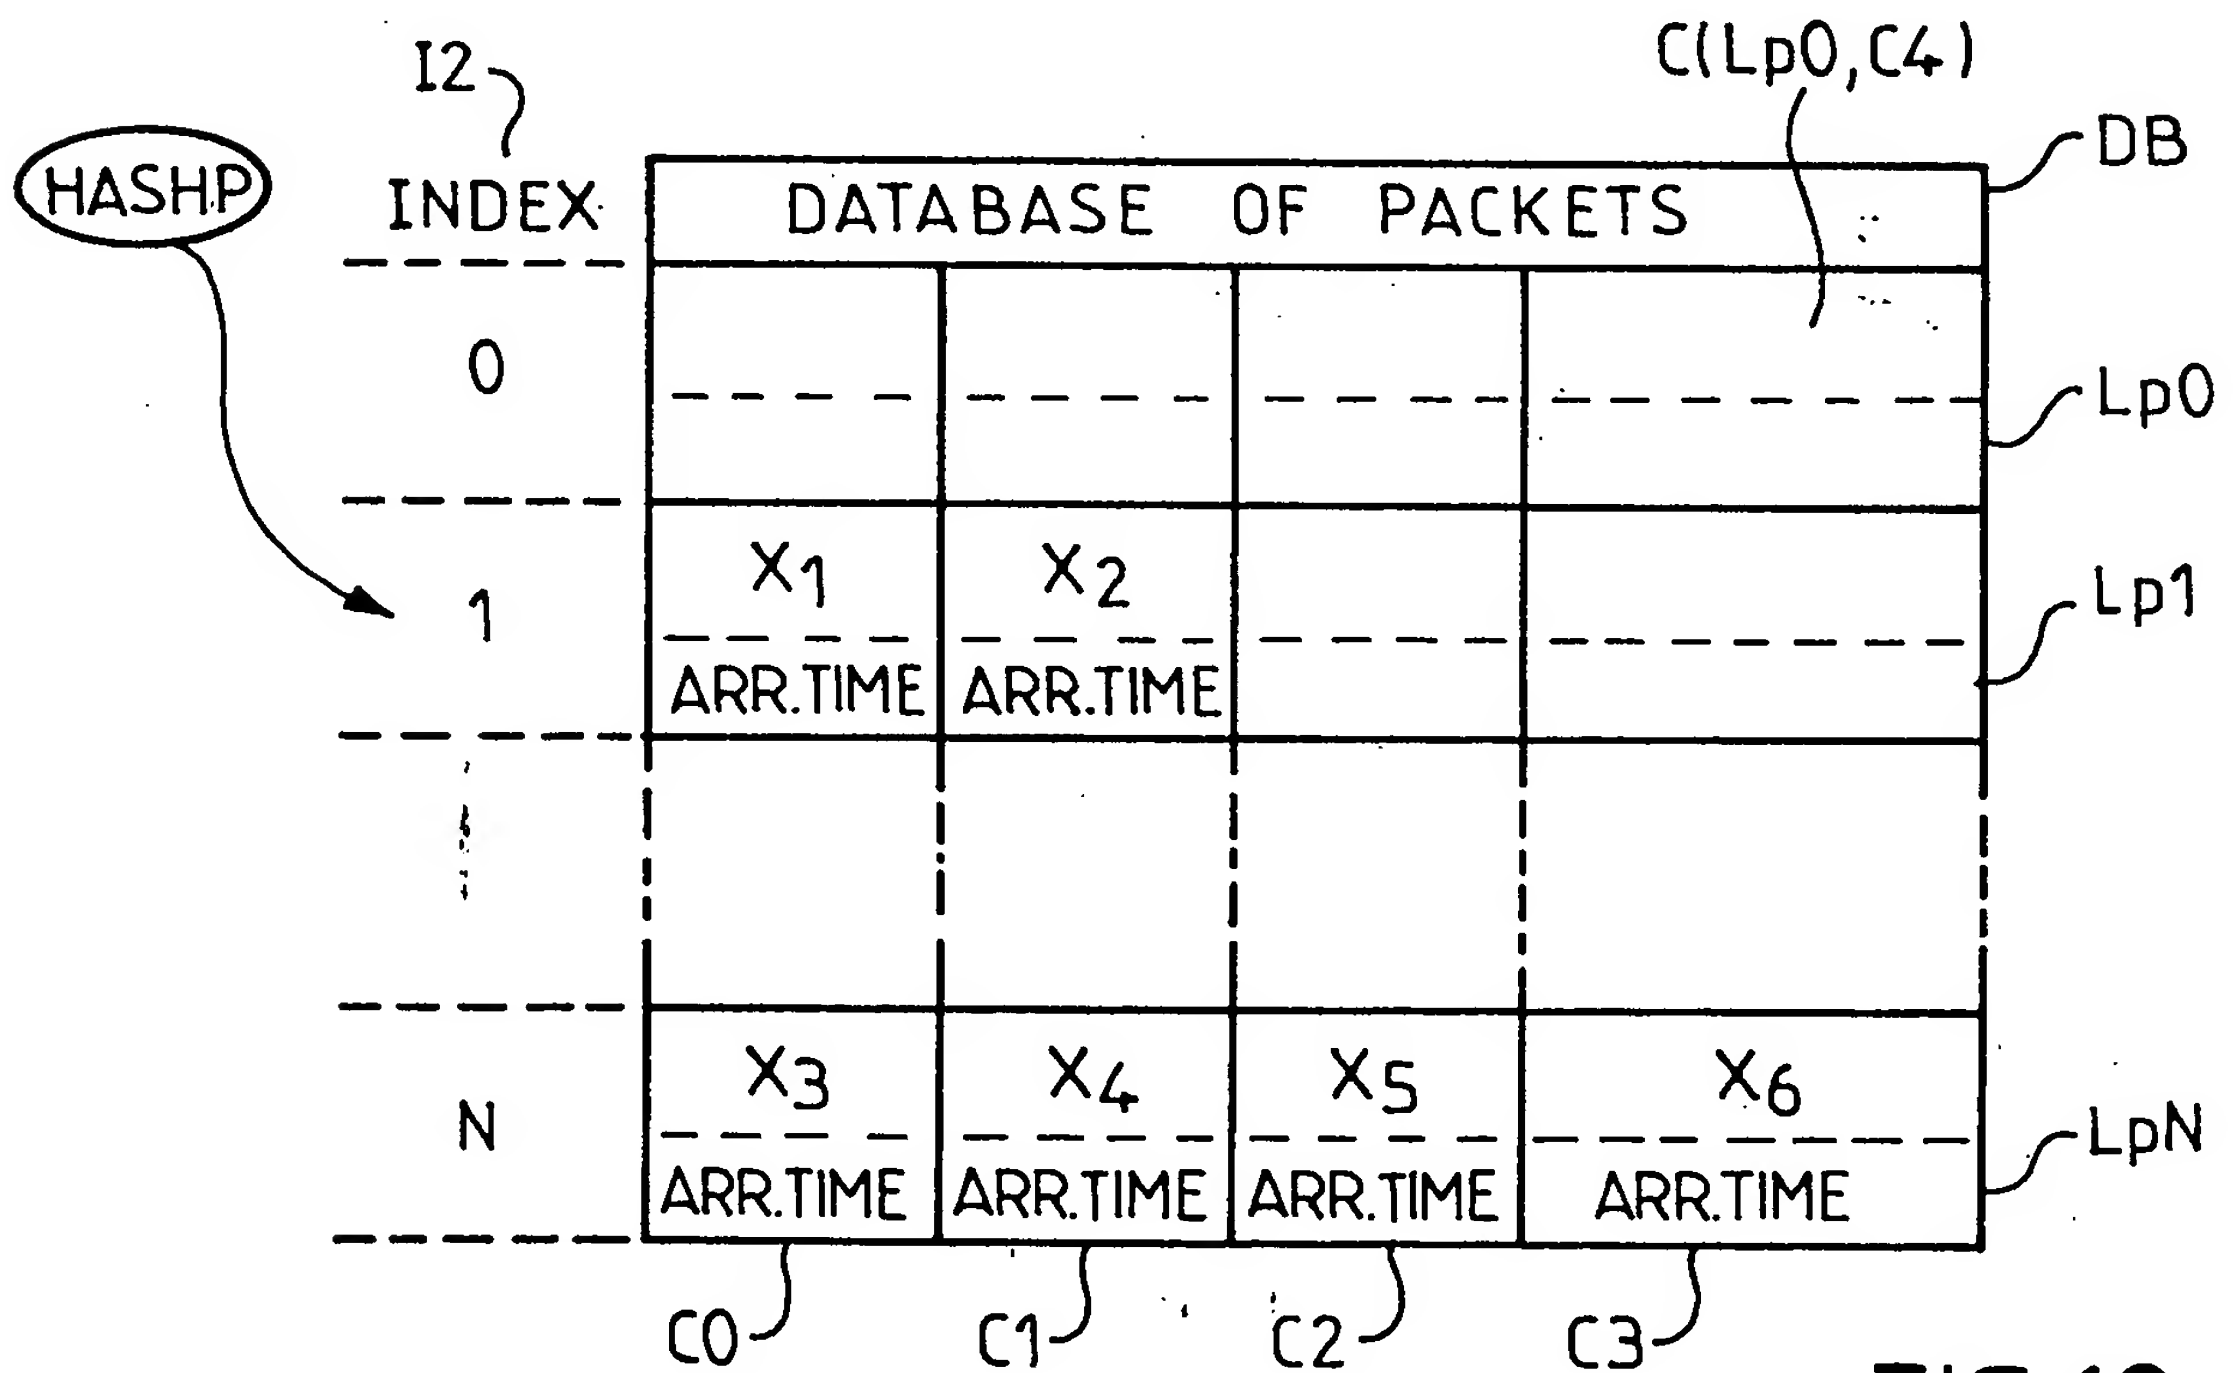 I2
C(Lp0,C4)
HASHP
INDEX
DATABASE OF PACKETS
DB
0
Lp0
1
X1
X2
Lp1
ARR.TIME
ARR.TIME
N
X3
X4
X5
X6
LpN
ARR.TIME
ARR.TIME
ARR.TIME
ARR.TIME
C0
C1
C2
C3